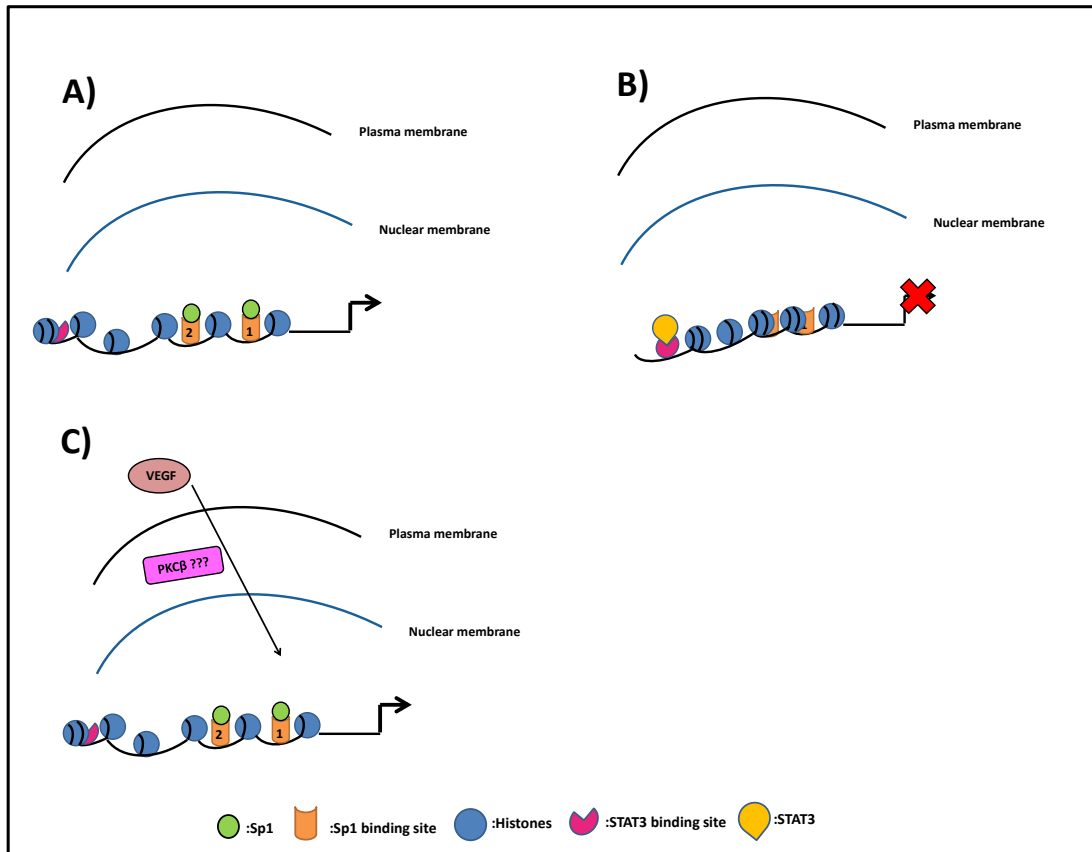 A)
Plasma membrane
Nuclear membrane
2
1
B)
Plasma membrane
Nuclear membrane
C)
VEGF
Plasma membrane
PKCβ ???
Nuclear membrane
2
1
:Sp1
:Sp1 binding site
:Histones
:STAT3 binding site
:STAT3